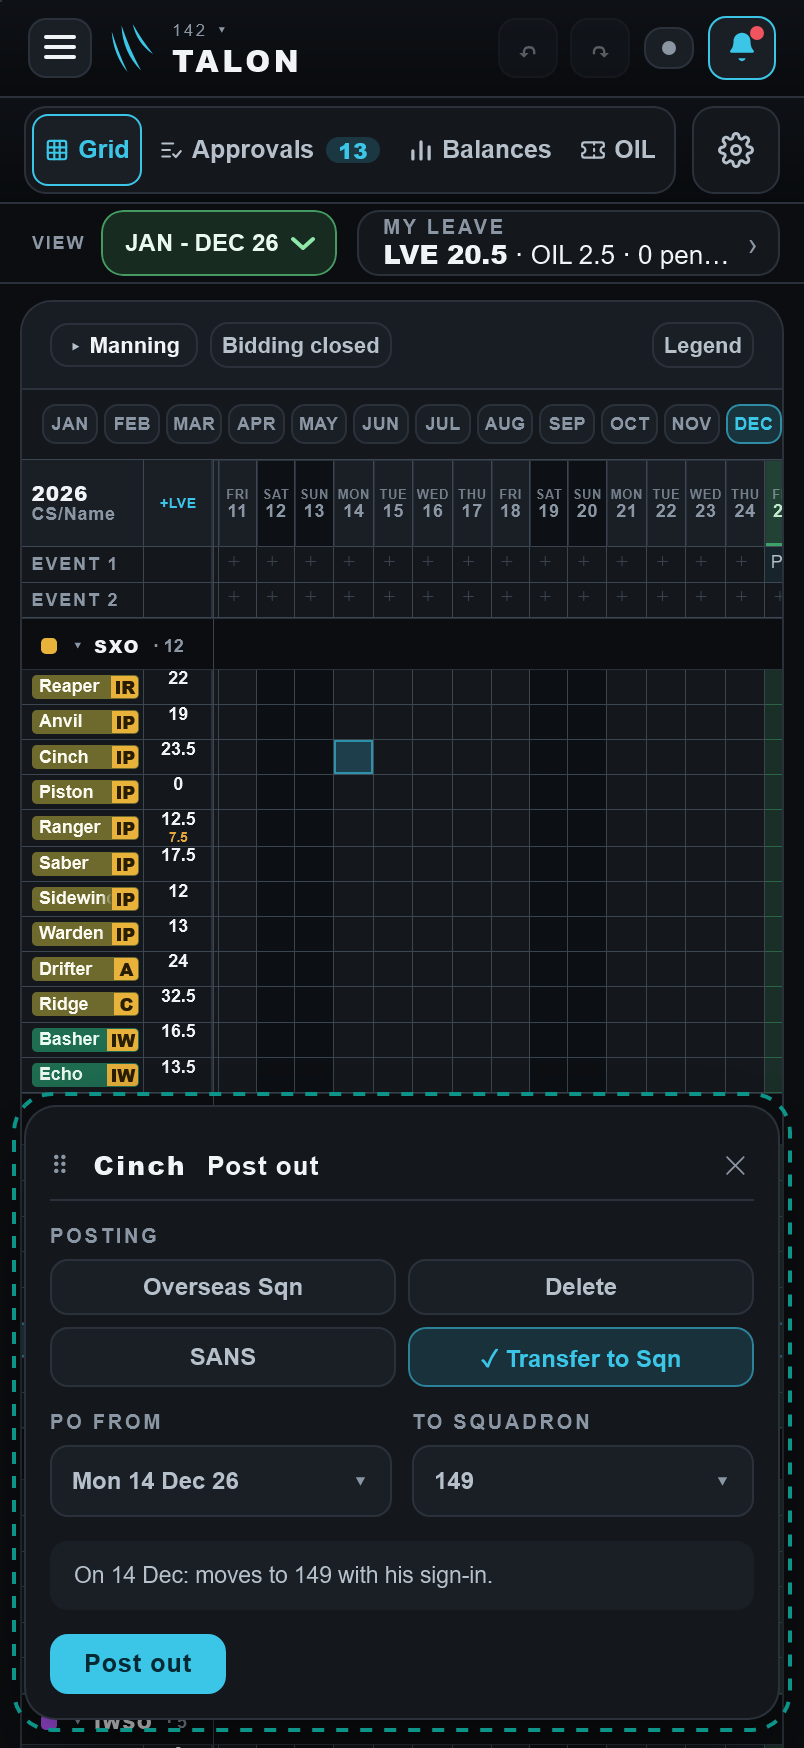 142 ▾
TALON
Grid
Approvals 13
Balances
OIL
VIEW
JAN - DEC 26
MY LEAVE
LVE 20.5 · OIL 2.5 · 0 pen…
▸ Manning
Bidding closed
Legend
JAN FEB MAR APR MAY JUN JUL AUG SEP OCT NOV DEC
2026
CS/Name
+LVE
FRI 11
SAT 12
SUN 13
MON 14
TUE 15
WED 16
THU 17
FRI 18
SAT 19
SUN 20
MON 21
TUE 22
WED 23
THU 24
EVENT 1 + + + + + + + + + + + + + + P
EVENT 2 + + + + + + + + + + + + + + +
▾ SXO · 12
Reaper IR 22
Anvil IP 19
Cinch IP 23.5
Piston IP 0
Ranger IP 12.5
7.5
Saber IP 17.5
Sidewin IP 12
Warden IP 13
Drifter A 24
Ridge C 32.5
Basher IW 16.5
Echo IW 13.5
Cinch Post out
POSTING
Overseas Sqn
Delete
SANS
✓ Transfer to Sqn
PO FROM
TO SQUADRON
Mon 14 Dec 26 ▾
149 ▾
On 14 Dec: moves to 149 with his sign-in.
Post out
IWSO · 5